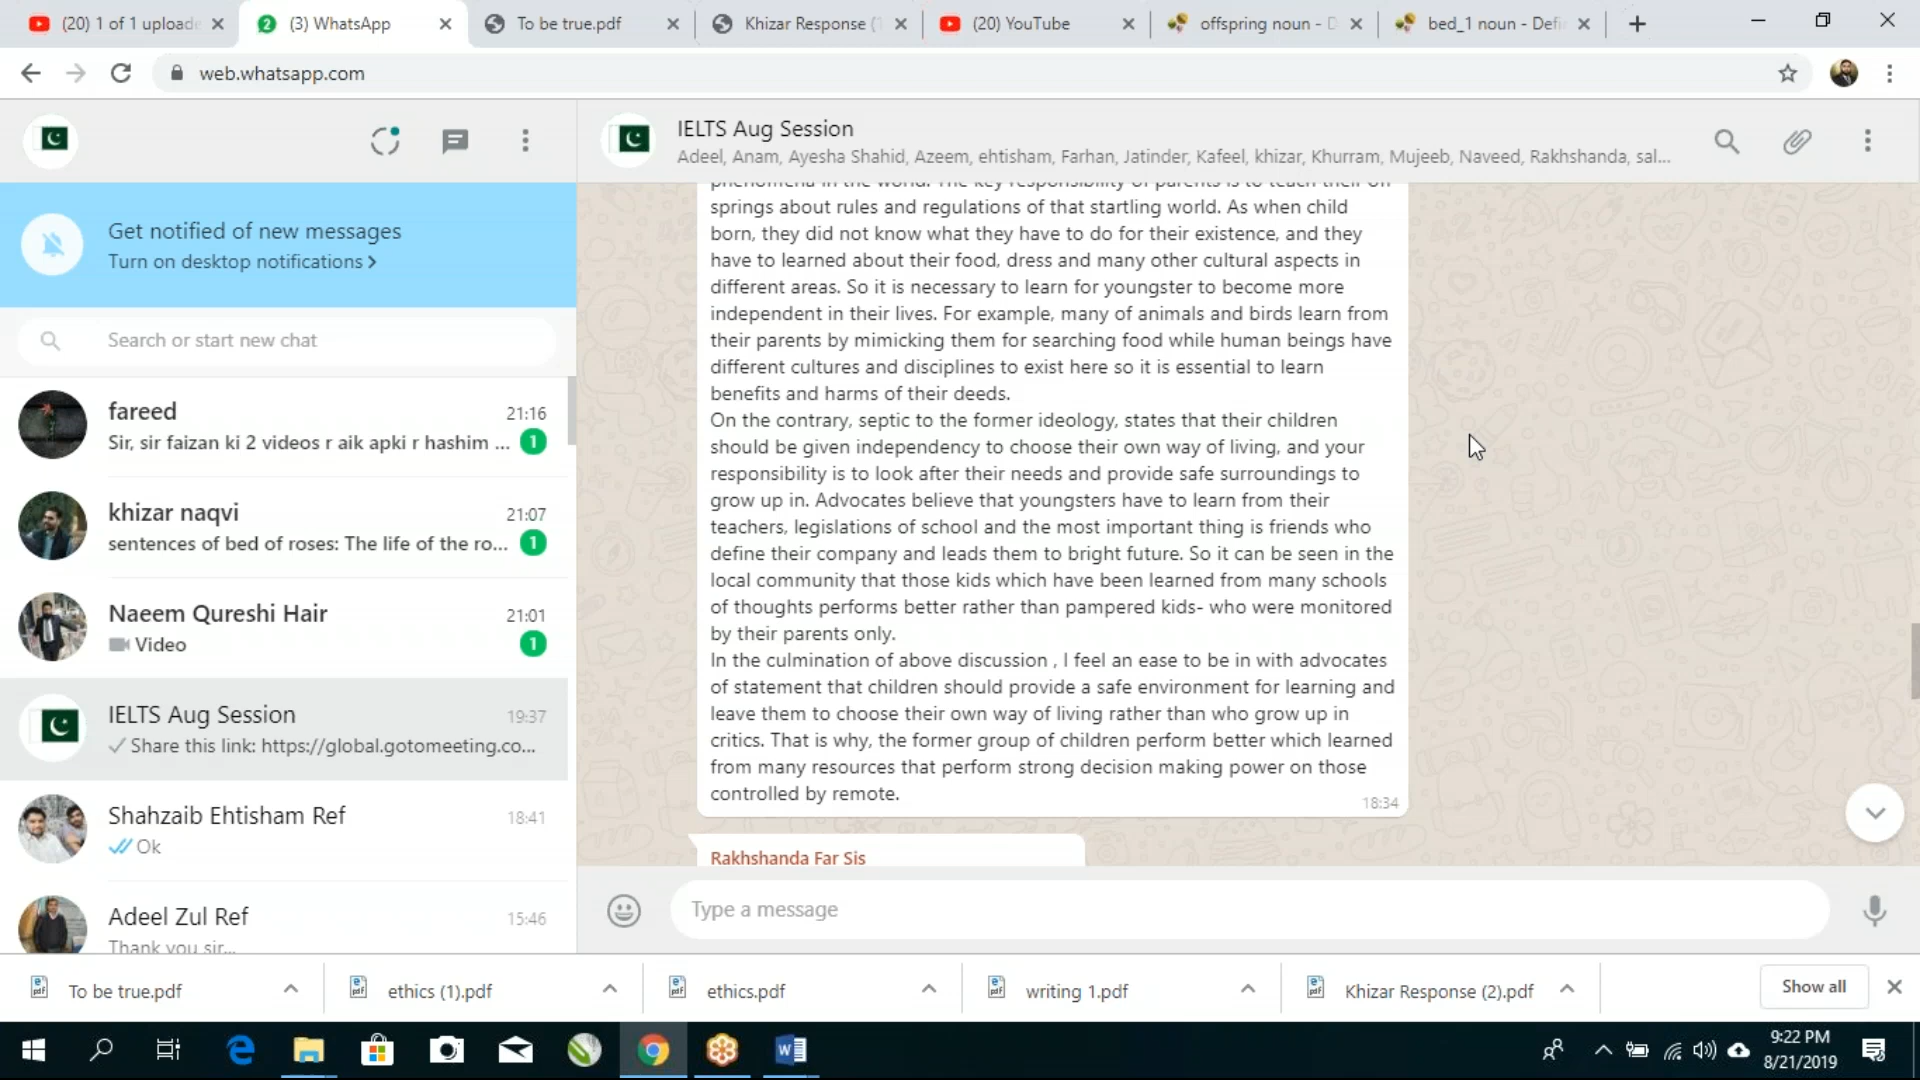 (20) 1 of 1 uploade
(3) WhatsApp
To be true.pdf
Khizar Response (1
(20) YouTube
offspring noun - D
bed_1 noun - Defi
web.whatsapp.com
IELTS Aug Session
Adeel, Anam, Ayesha Shahid, Azeem, ehtisham, Farhan, Jatinder, Kafeel, khizar, Khurram, Mujeeb, Naveed, Rakhshanda, sal...
Get notified of new messages
Turn on desktop notifications >
Search or start new chat
fareed
21:16
Sir, sir faizan ki 2 videos r aik apki r hashim ...
1
khizar naqvi
21:07
sentences of bed of roses: The life of the ro...
1
Naeem Qureshi Hair
21:01
Video
1
IELTS Aug Session
19:37
Share this link: https://global.gotomeeting.co...
Shahzaib Ehtisham Ref
18:41
Ok
Adeel Zul Ref
15:46
Thank you sir...
phenomena in the world. The key responsibility of parents is to teach their off
springs about rules and regulations of that startling world. As when child
born, they did not know what they have to do for their existence, and they
have to learned about their food, dress and many other cultural aspects in
different areas. So it is necessary to learn for youngster to become more
independent in their lives. For example, many of animals and birds learn from
their parents by mimicking them for searching food while human beings have
different cultures and disciplines to exist here so it is essential to learn
benefits and harms of their deeds.
On the contrary, septic to the former ideology, states that their children
should be given independency to choose their own way of living, and your
responsibility is to look after their needs and provide safe surroundings to
grow up in. Advocates believe that youngsters have to learn from their
teachers, legislations of school and the most important thing is friends who
define their company and leads them to bright future. So it can be seen in the
local community that those kids which have been learned from many schools
of thoughts performs better rather than pampered kids- who were monitored
by their parents only.
In the culmination of above discussion , I feel an ease to be in with advocates
of statement that children should provide a safe environment for learning and
leave them to choose their own way of living rather than who grow up in
critics. That is why, the former group of children perform better which learned
from many resources that perform strong decision making power on those
controlled by remote.
18:34
Rakhshanda Far Sis
Type a message
To be true.pdf
ethics (1).pdf
ethics.pdf
writing 1.pdf
Khizar Response (2).pdf
Show all
9:22 PM
8/21/2019